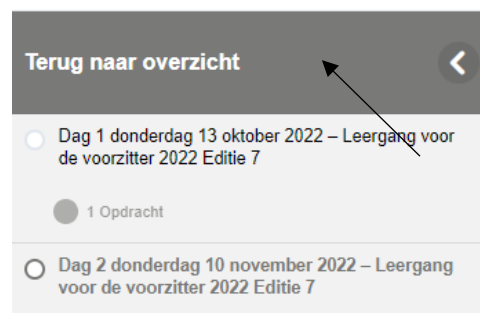 Terug naar overzicht
Dag 1 donderdag 13 oktober 2022 – Leergang voor
de voorzitter 2022 Editie 7
1 Opdracht
Dag 2 donderdag 10 november 2022 – Leergang
voor de voorzitter 2022 Editie 7